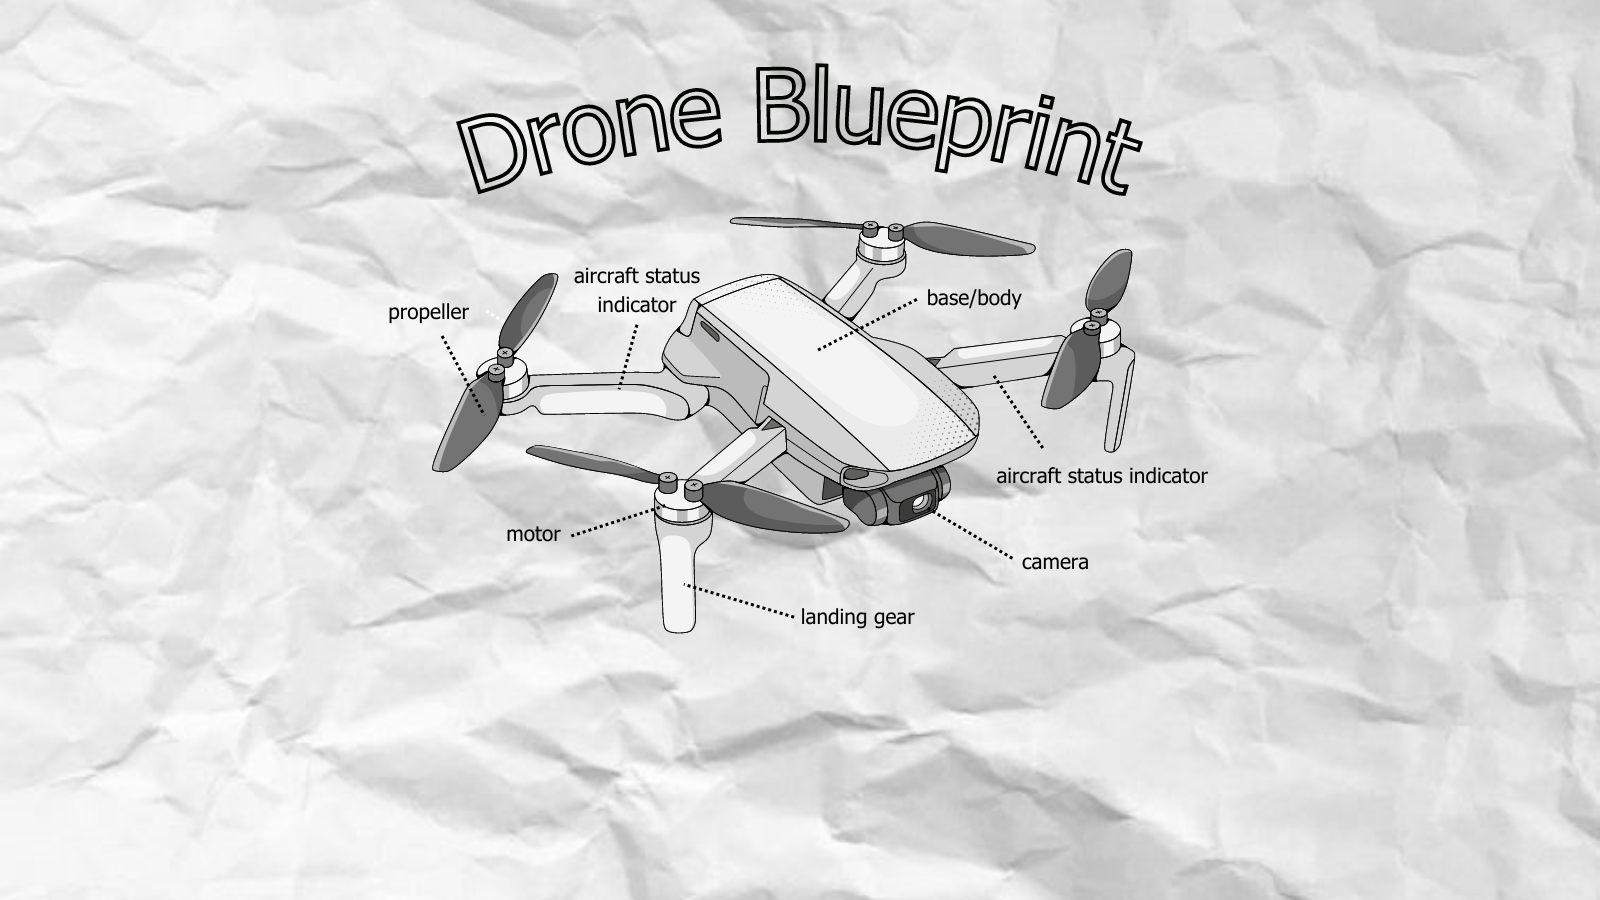 Drone Blueprint
aircraft status
indicator
propeller
base/body
aircraft status indicator
motor
camera
landing gear